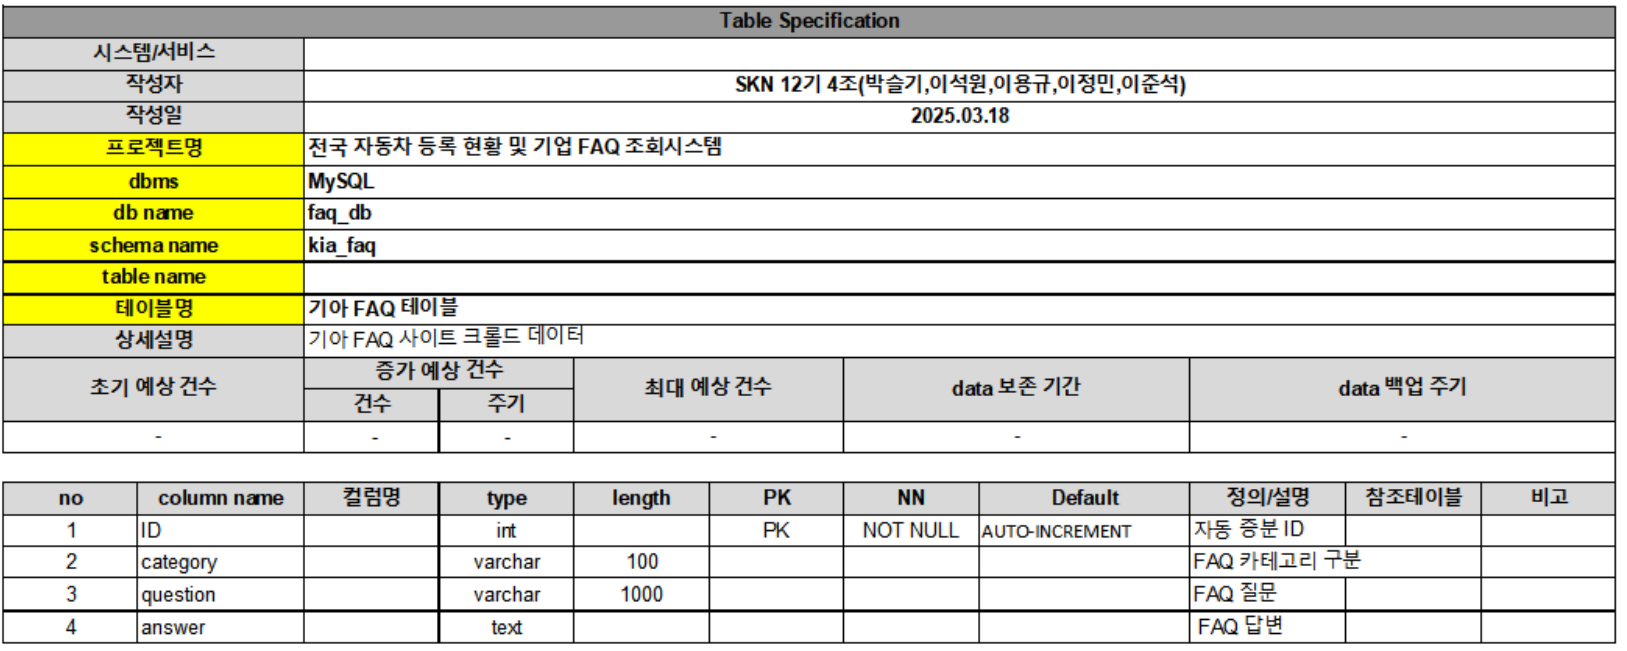 Table Specification
시스템/서비스
작성자 SKN 12기 4조(박슬기,이석원,이용규,이정민,이준석)
작성일 2025.03.18
프로젝트명 전국 자동차 등록 현황 및 기업 FAQ 조회시스템
dbms MySQL
db name faq_db
schema name kia_faq
table name
테이블명 기아 FAQ 테이블
상세설명 기아 FAQ 사이트 크롤드 데이터
초기 예상 건수 증가 예상 건수 최대 예상 건수 data 보존 기간 data 백업 주기
건수 주기
- - - - - -
no column name 컬럼명 type length PK NN Default 정의/설명 참조테이블 비고
1 ID int PK NOT NULL AUTO-INCREMENT 자동 증분 ID
2 category varchar 100 FAQ 카테고리 구분
3 question varchar 1000 FAQ 질문
4 answer text FAQ 답변